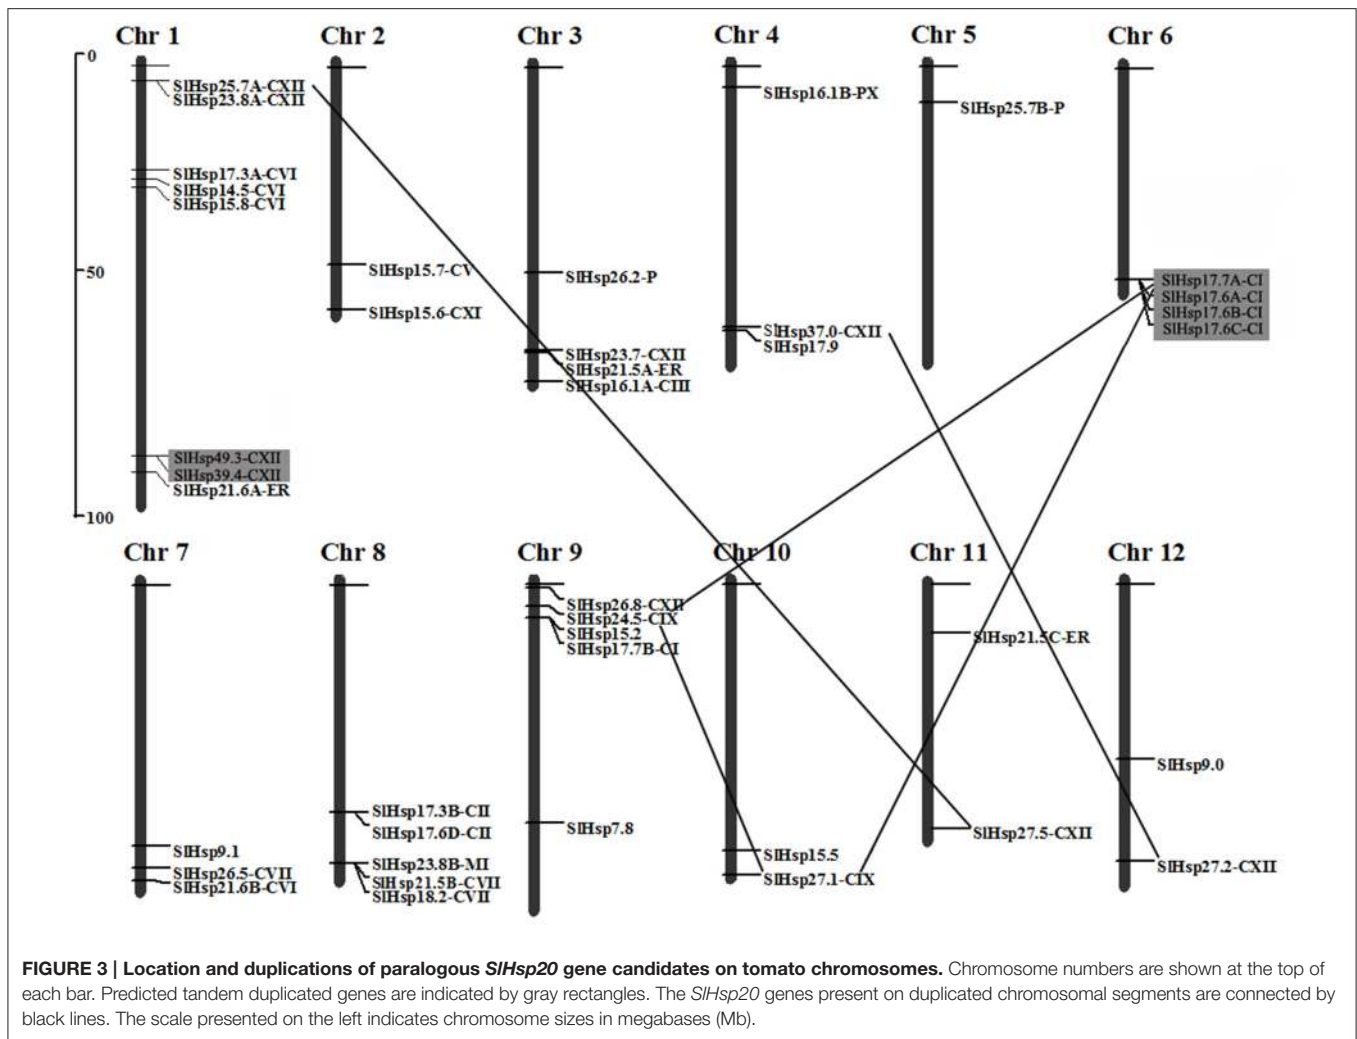 Chr 1
Chr 2
Chr 3
Chr 4
Chr 5
Chr 6
0
50
100
SlHsp25.7A-CXII
SlHsp23.8A-CXII
SlHsp17.3A-CVI
SlHsp14.5-CVI
SlHsp15.8-CVI
SlHsp49.3-CXII
SlHsp39.4-CXII
SlHsp21.6A-ER
SlHsp15.7-CV
SlHsp15.6-CXI
SlHsp26.2-P
SlHsp23.7-CXII
SlHsp21.5A-ER
SlHsp16.1A-CIII
SlHsp16.1B-PX
SlHsp37.0-CXII
SlHsp17.9
SlHsp25.7B-P
SlHsp17.7A-CI
SlHsp17.6A-CI
SlHsp17.6B-CI
SlHsp17.6C-CI
Chr 7
Chr 8
Chr 9
Chr 10
Chr 11
Chr 12
SlHsp9.1
SlHsp26.5-CVII
SlHsp21.6B-CVI
SlHsp17.3B-CII
SlHsp17.6D-CII
SlHsp23.8B-MI
SlHsp21.5B-CVII
SlHsp18.2-CVII
SlHsp26.8-CXII
SlHsp24.5-CIX
SlHsp15.2
SlHsp17.7B-CI
SlHsp7.8
SlHsp15.5
SlHsp27.1-CIX
SlHsp21.5C-ER
SlHsp27.5-CXII
SlHsp9.0
SlHsp27.2-CXII
FIGURE 3 | Location and duplications of paralogous SlHsp20 gene candidates on tomato chromosomes. Chromosome numbers are shown at the top of
each bar. Predicted tandem duplicated genes are indicated by gray rectangles. The SlHsp20 genes present on duplicated chromosomal segments are connected by
black lines. The scale presented on the left indicates chromosome sizes in megabases (Mb).